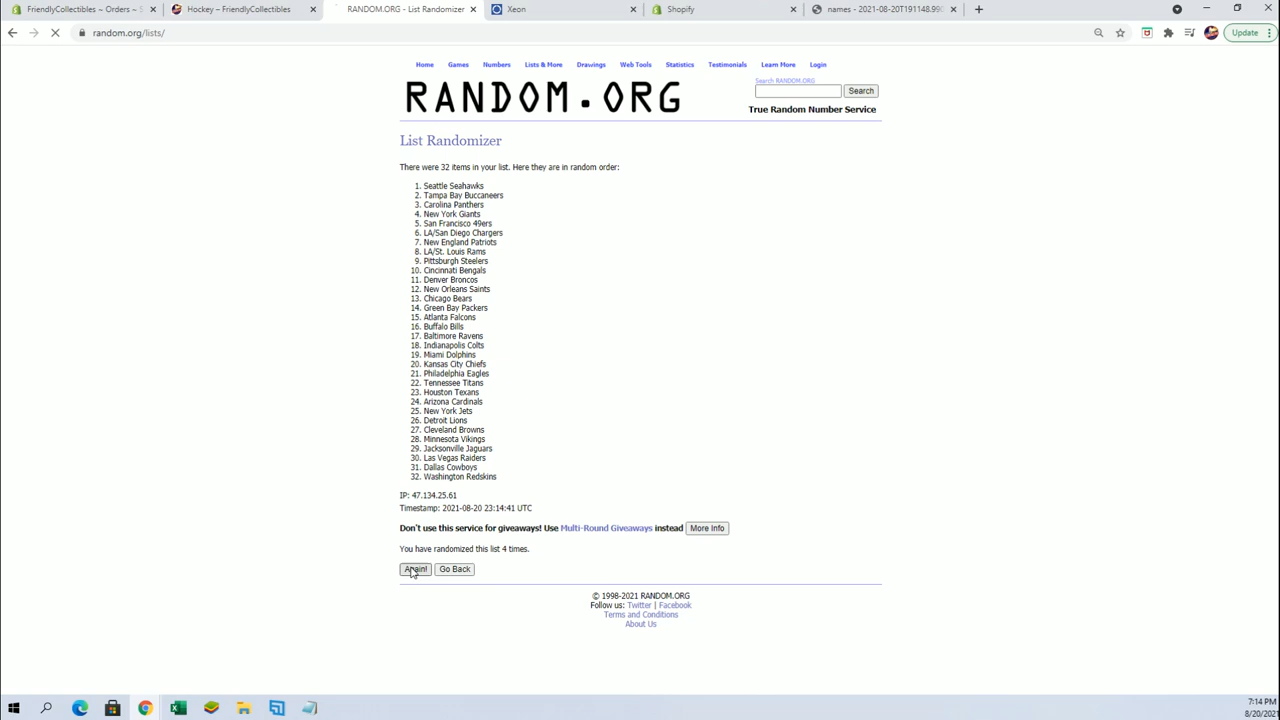 FriendlyCollectibles ~ Orders ~ S
Hockey – FriendlyCollectibles
RANDOM.ORG - List Randomizer
Xeon
Shopify
names - 2021-08-20T191148.990
random.org/lists/
Update
Home Games Numbers Lists & More Drawings Web Tools Statistics Testimonials Learn More Login
Search RANDOM.ORG
RANDOM.ORG
Search
True Random Number Service
List Randomizer
There were 32 items in your list. Here they are in random order:
1. Seattle Seahawks
2. Tampa Bay Buccaneers
3. Carolina Panthers
4. New York Giants
5. San Francisco 49ers
6. LA/San Diego Chargers
7. New England Patriots
8. LA/St. Louis Rams
9. Pittsburgh Steelers
10. Cincinnati Bengals
11. Denver Broncos
12. New Orleans Saints
13. Chicago Bears
14. Green Bay Packers
15. Atlanta Falcons
16. Buffalo Bills
17. Baltimore Ravens
18. Indianapolis Colts
19. Miami Dolphins
20. Kansas City Chiefs
21. Philadelphia Eagles
22. Tennessee Titans
23. Houston Texans
24. Arizona Cardinals
25. New York Jets
26. Detroit Lions
27. Cleveland Browns
28. Minnesota Vikings
29. Jacksonville Jaguars
30. Las Vegas Raiders
31. Dallas Cowboys
32. Washington Redskins
IP: 47.134.25.61
Timestamp: 2021-08-20 23:14:41 UTC
Don't use this service for giveaways! Use Multi-Round Giveaways instead More Info
You have randomized this list 4 times.
Again! Go Back
© 1998-2021 RANDOM.ORG
Follow us: Twitter | Facebook
Terms and Conditions
About Us
7:14 PM
8/20/2021